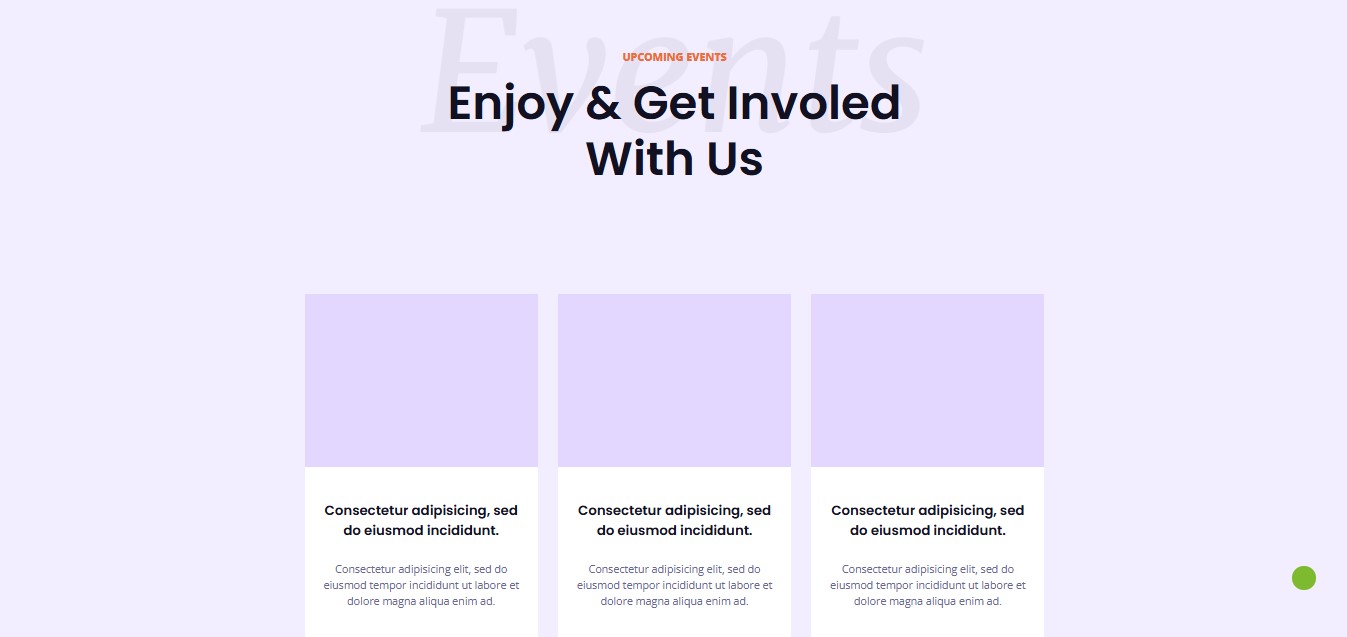 Events
UPCOMING EVENTS
Enjoy & Get Involed
With Us
Consectetur adipisicing, sed
do eiusmod incididunt.
Consectetur adipisicing elit, sed do
eiusmod tempor incididunt ut labore et
dolore magna aliqua enim ad.
Consectetur adipisicing, sed
do eiusmod incididunt.
Consectetur adipisicing elit, sed do
eiusmod tempor incididunt ut labore et
dolore magna aliqua enim ad.
Consectetur adipisicing, sed
do eiusmod incididunt.
Consectetur adipisicing elit, sed do
eiusmod tempor incididunt ut labore et
dolore magna aliqua enim ad.